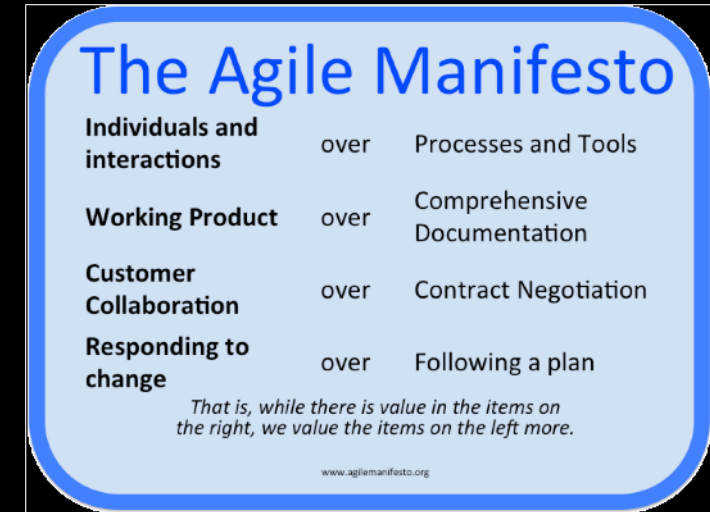 The Agile Manifesto
Individuals and
interactions over Processes and Tools
Working Product over Comprehensive
Documentation
Customer
Collaboration over Contract Negotiation
Responding to
change over Following a plan
That is, while there is value in the items on
the right, we value the items on the left more.
www.agilemanifesto.org